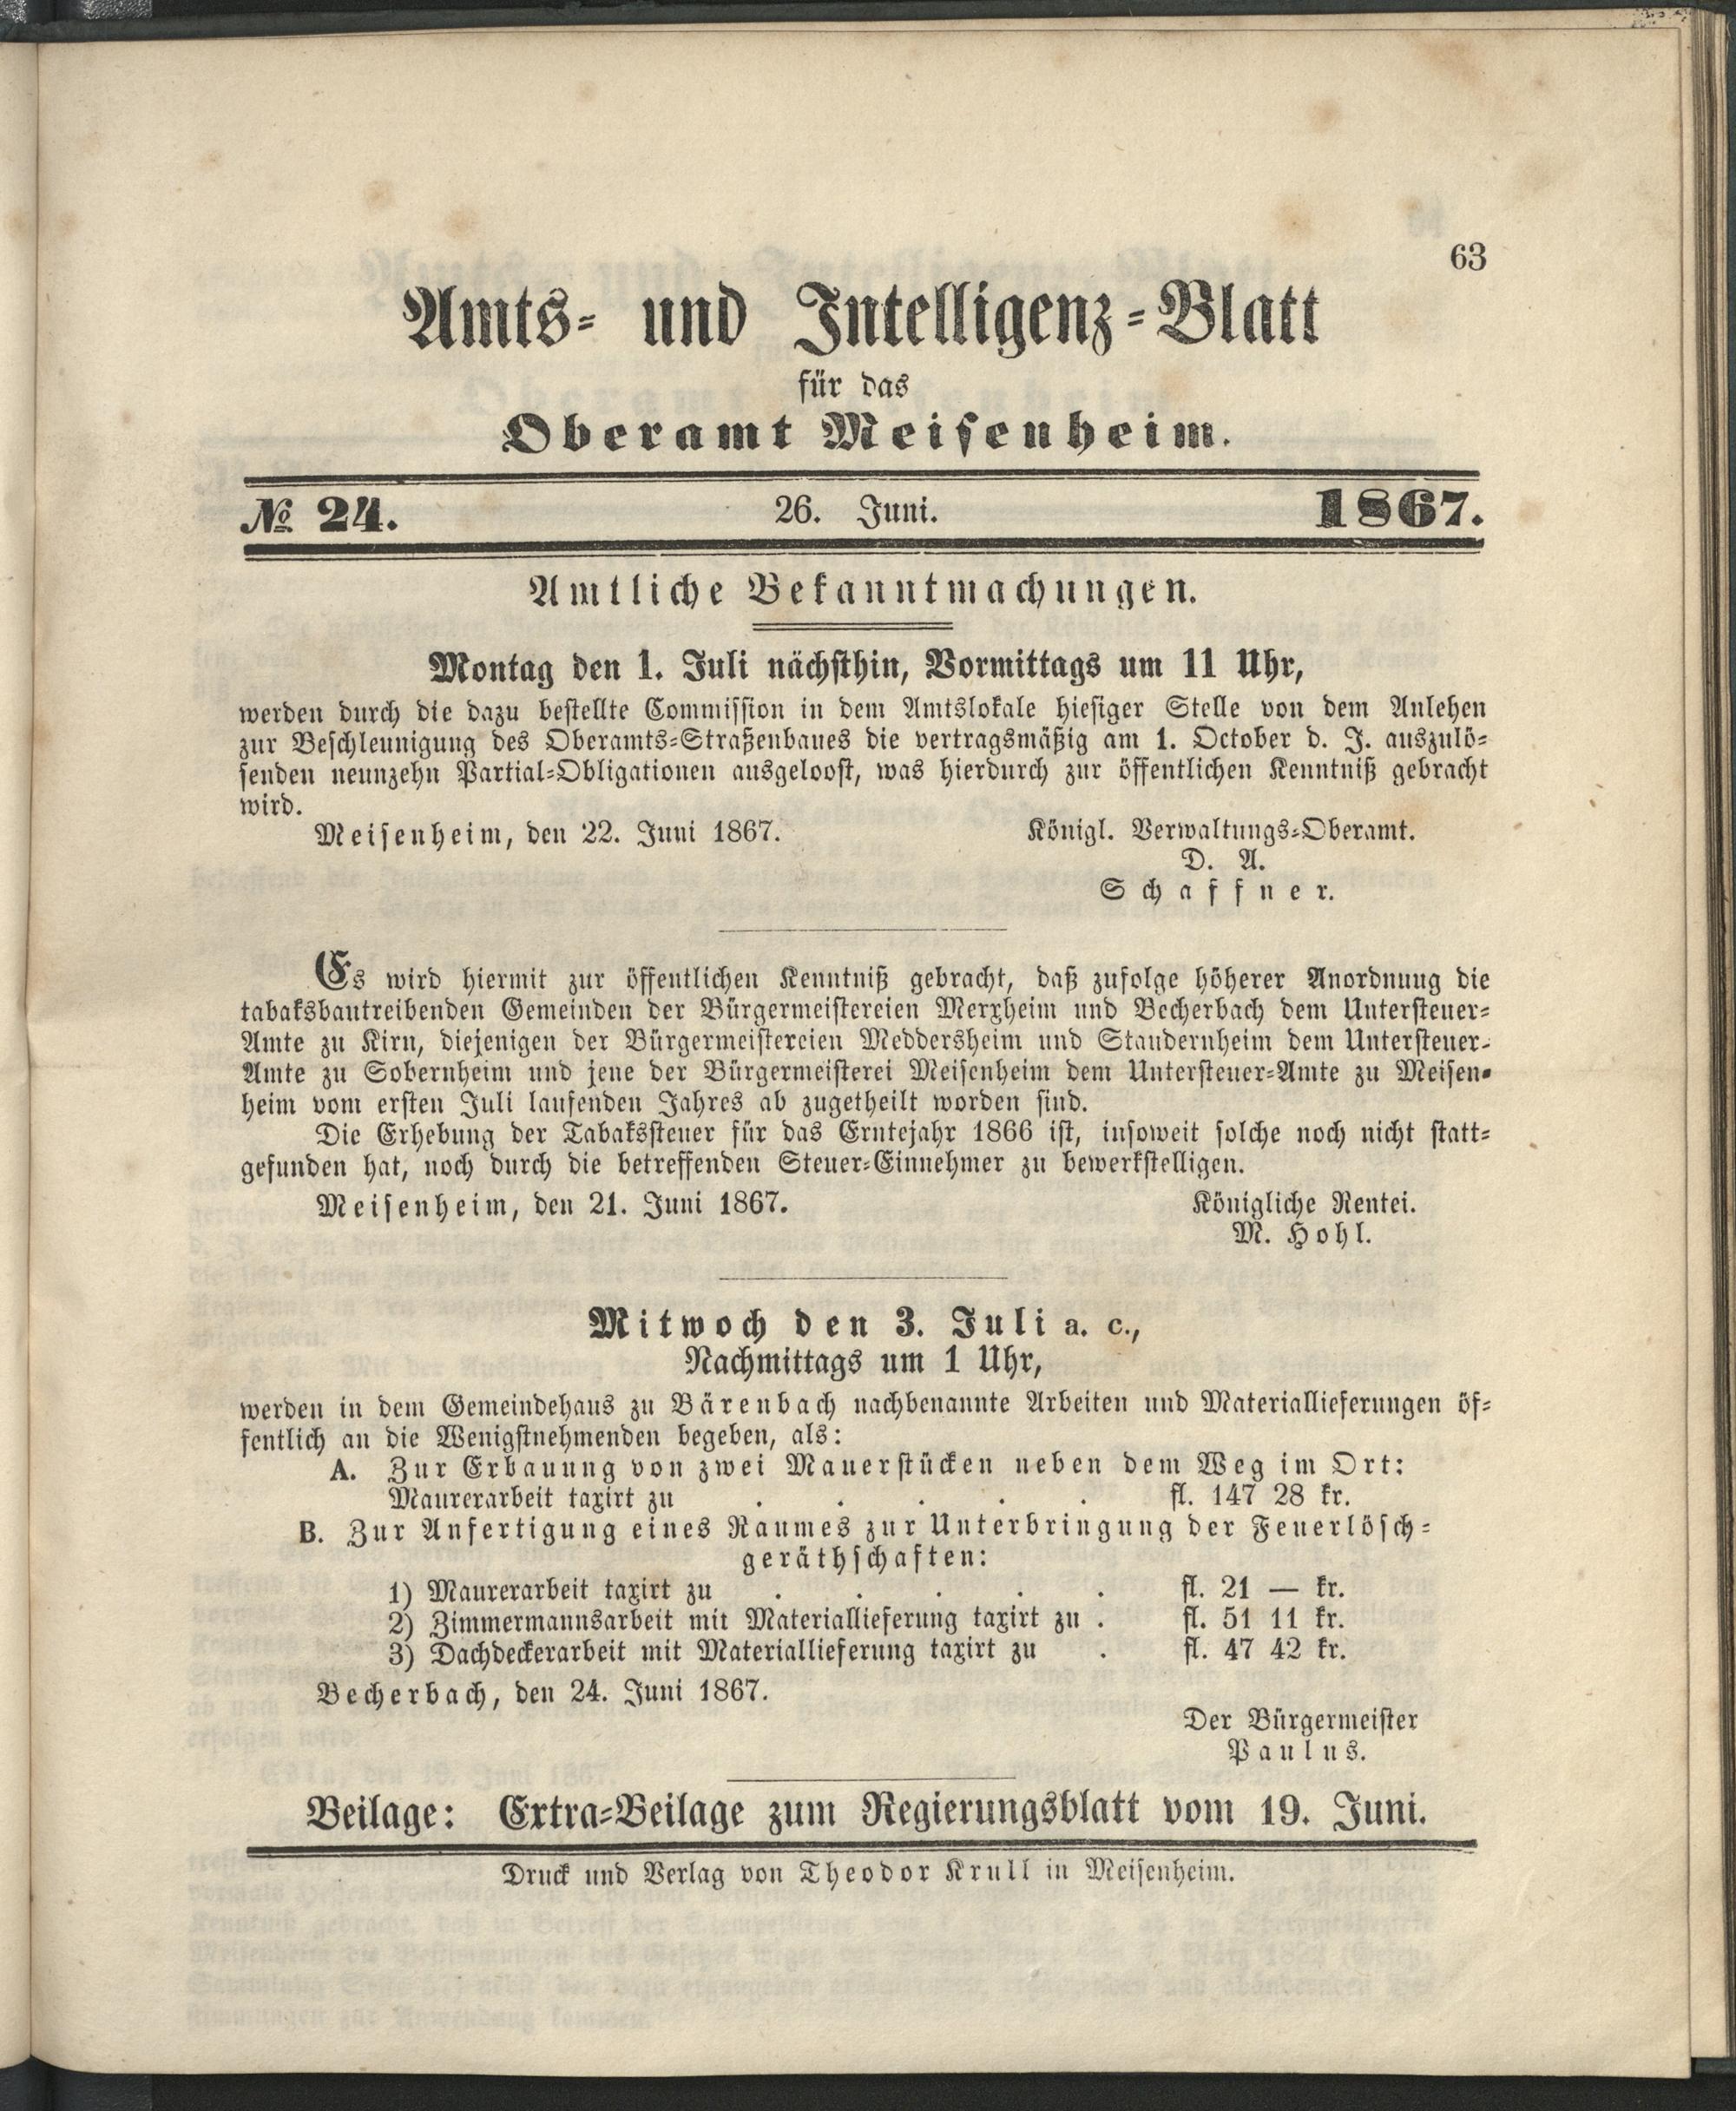 63
Amts- und Intelligenz-Blatt
für das
Oberamt Meisenheim.
№ 24. 26. Juni. 1867.
Amtliche Bekanntmachungen.
Montag den 1. Juli nächsthin, Vormittags um 11 Uhr,
werden durch die dazu bestellte Commission in dem Amtslokale hiesiger Stelle von dem Anlehen
zur Beschleunigung des Oberamts-Straßenbaues die vertragsmäßig am 1. October d. J. auszulö-
senden neunzehn Partial-Obligationen ausgeloost, was hierdurch zur öffentlichen Kenntniß gebracht
wird.
Meisenheim, den 22. Juni 1867. Königl. Verwaltungs-Oberamt.
D. A.
Schaffner.
Es wird hiermit zur öffentlichen Kenntniß gebracht, daß zufolge höherer Anordnung die
tabaksbautreibenden Gemeinden der Bürgermeistereien Merxheim und Becherbach dem Untersteuer-
Amte zu Kirn, diejenigen der Bürgermeistereien Meddersheim und Staudernheim dem Untersteuer-
Amte zu Sobernheim und jene der Bürgermeisterei Meisenheim dem Untersteuer-Amte zu Meisen-
heim vom ersten Juli laufenden Jahres ab zugetheilt worden sind.
Die Erhebung der Tabakssteuer für das Erntejahr 1866 ist, insoweit solche noch nicht statt-
gefunden hat, noch durch die betreffenden Steuer-Einnehmer zu bewerkstelligen.
Meisenheim, den 21. Juni 1867. Königliche Rentei.
M. Hohl.
Mitwoch den 3. Juli a. c.,
Nachmittags um 1 Uhr,
werden in dem Gemeindehaus zu Bärenbach nachbenannte Arbeiten und Materiallieferungen öf-
fentlich an die Wenigstnehmenden begeben, als:
A. Zur Erbauung von zwei Mauerstücken neben dem Weg im Ort:
Maurerarbeit taxirt zu . . . . . fl. 147 28 kr.
B. Zur Anfertigung eines Raumes zur Unterbringung der Feuerlösch-
geräthschaften:
1) Maurerarbeit taxirt zu . . . . . fl. 21 — kr.
2) Zimmermannsarbeit mit Materiallieferung taxirt zu . fl. 51 11 kr.
3) Dachdeckerarbeit mit Materiallieferung taxirt zu . fl. 47 42 kr.
Becherbach, den 24. Juni 1867.
Der Bürgermeister
Paulus.
Beilage: Extra-Beilage zum Regierungsblatt vom 19. Juni.
Druck und Verlag von Theodor Krull in Meisenheim.